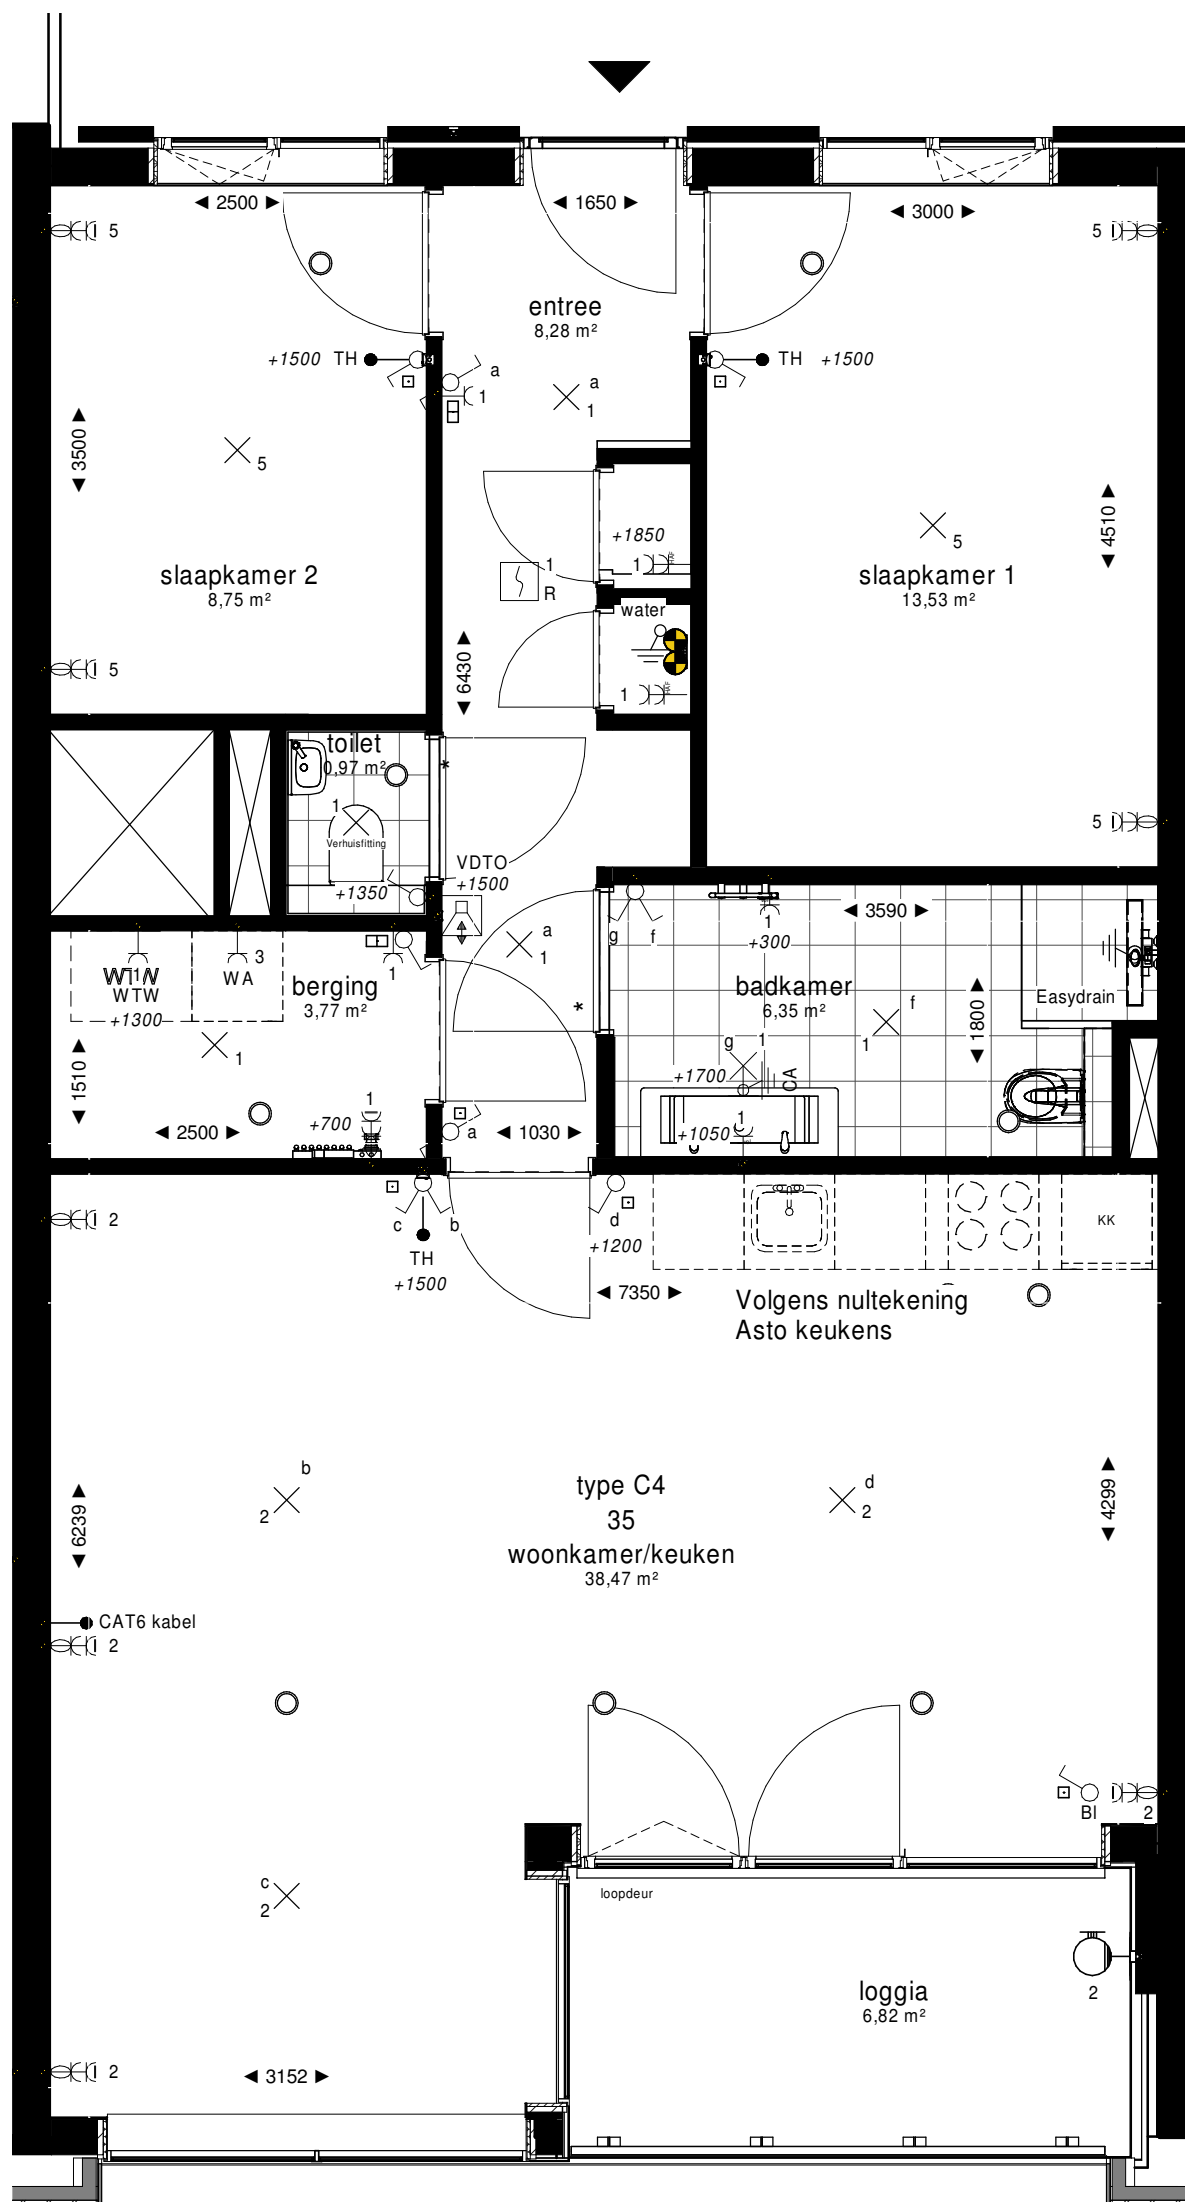 ◄ 2500 ►
◄ 1650 ►
◄ 3000 ►
5
5
entree
8,28 m²
+1500 TH
TH +1500
a
1
a
1
3500
5
4510
5
+1850
1
slaapkamer 2
8,75 m²
1
R
slaapkamer 1
13,53 m²
water
6430
5
1
toilet
0,97 m²
1
Verhuisfitting
5
VDTO
+1500
+1350
◄ 3590 ►
g
f
1
+300
a
1
WTW
1
WTW
+1300
WA
3
1
berging
3,77 m²
badkamer
6,35 m²
*
*
Easydrain
f
1
1800
1
1510
g
1
+1700
CA
◄ 2500 ►
+700
1
a
◄ 1030 ►
+1050
1
2
c
b
d
TH
+1500
+1200
KK
◄ 7350 ►
Volgens nultekening
Asto keukens
b
2
type C4
35
woonkamer/keuken
38,47 m²
d
2
6239
4299
CAT6 kabel
2
BI
2
loopdeur
c
2
loggia
6,82 m²
2
2
◄ 3152 ►